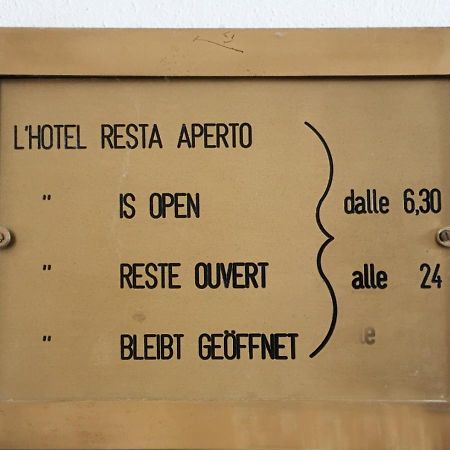 L'HOTEL RESTA APERTO
" IS OPEN dalle 6,30
" RESTE OUVERT alle 24
" BLEIBT GEÖFFNET